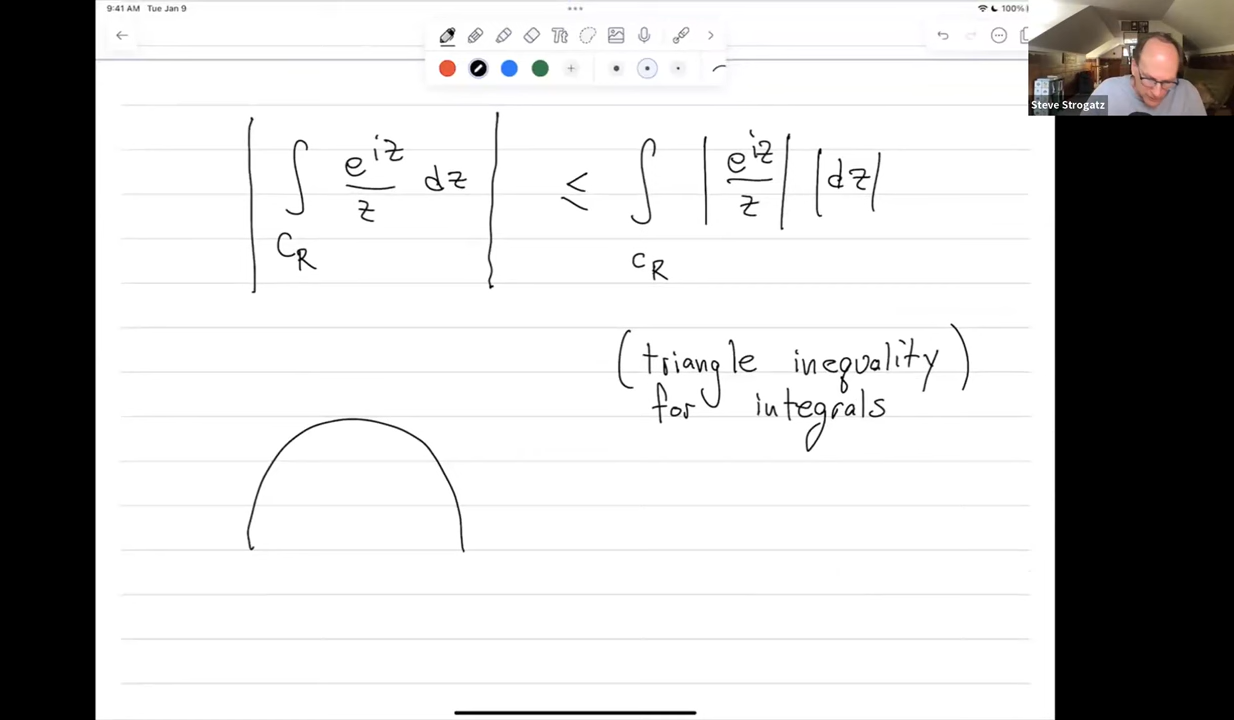 9:41 AM Tue Jan 9
100%
Tt
Steve Strogatz
| ∫_{C_R} e^{iz}/z dz | ≤ ∫_{C_R} | e^{iz}/z | |dz|
(triangle inequality)
for integrals